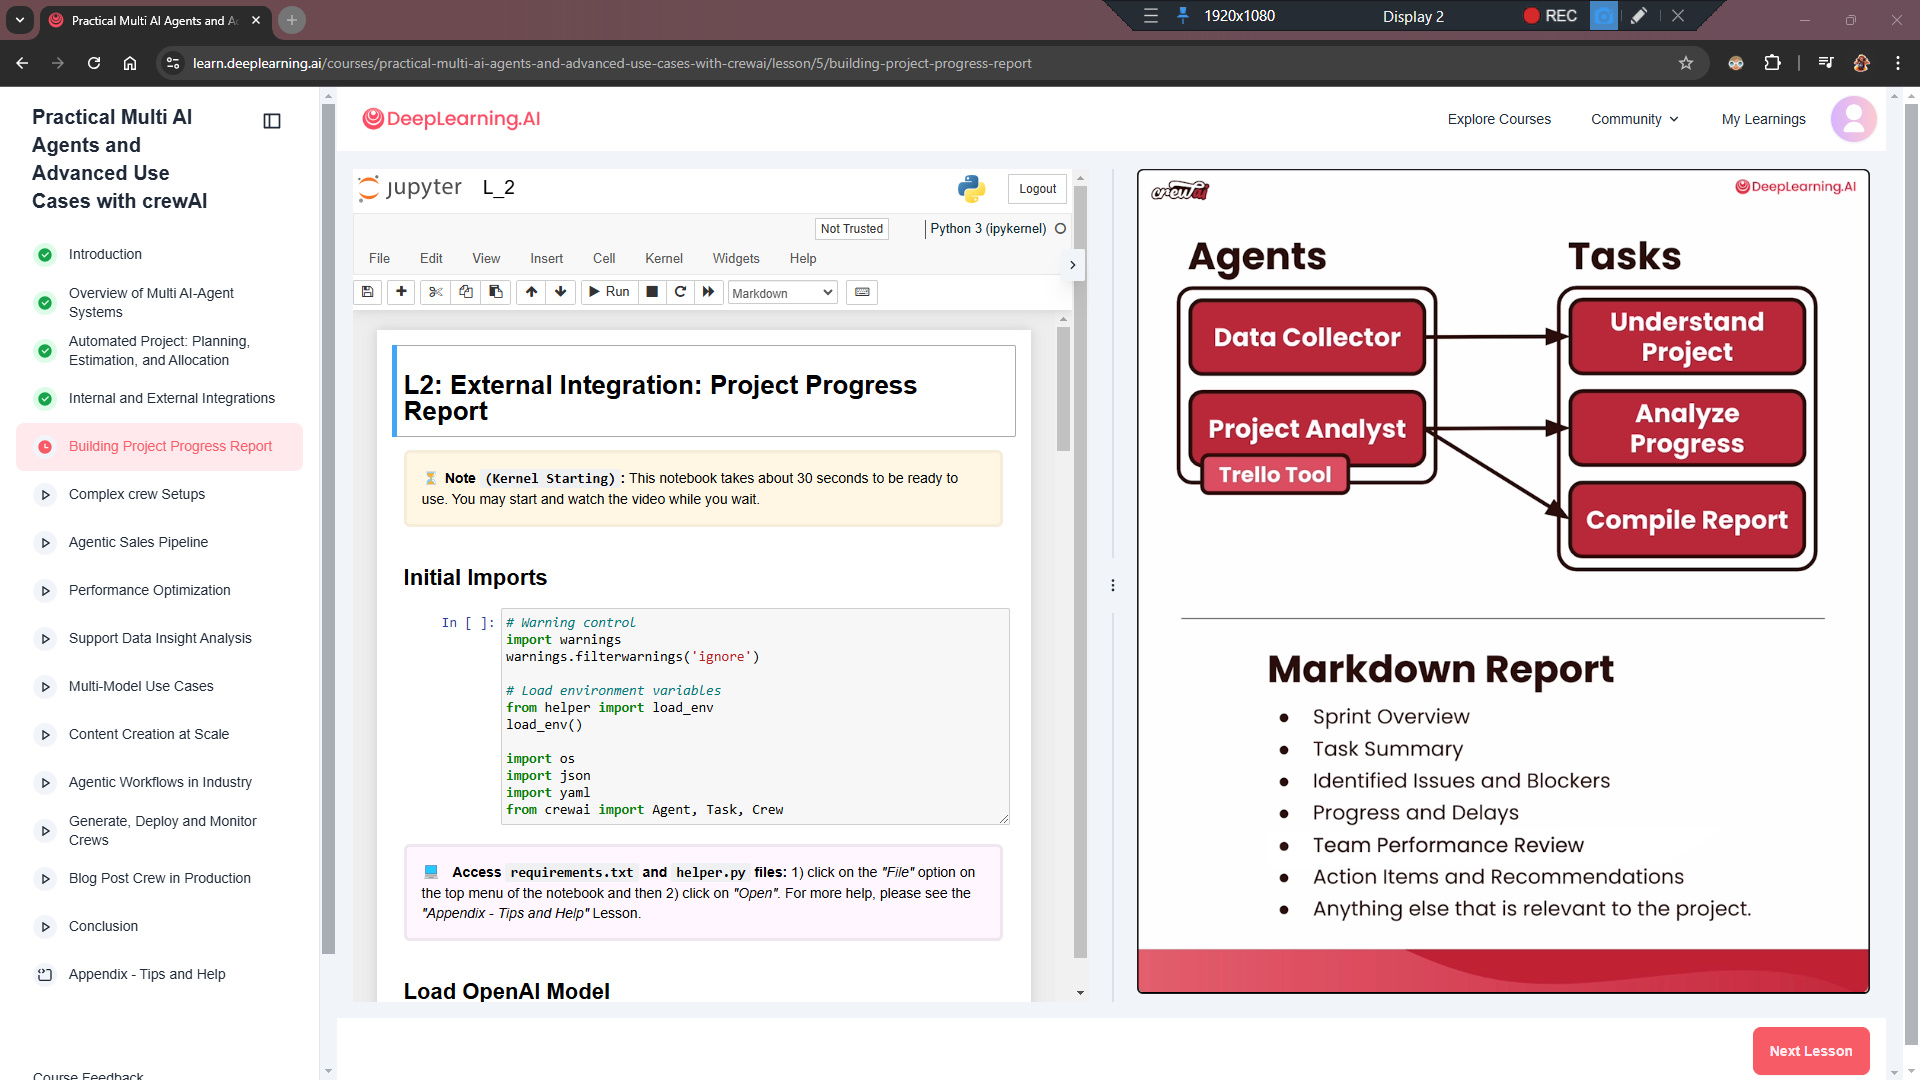 Practical Multi AI Agents and A
1920x1080
Display 2
REC
learn.deeplearning.ai/courses/practical-multi-ai-agents-and-advanced-use-cases-with-crewai/lesson/5/building-project-progress-report
Practical Multi AI
Agents and
Advanced Use
Cases with crewAI
Introduction
Overview of Multi AI-Agent
Systems
Automated Project: Planning,
Estimation, and Allocation
Internal and External Integrations
Building Project Progress Report
Complex crew Setups
Agentic Sales Pipeline
Performance Optimization
Support Data Insight Analysis
Multi-Model Use Cases
Content Creation at Scale
Agentic Workflows in Industry
Generate, Deploy and Monitor
Crews
Blog Post Crew in Production
Conclusion
Appendix - Tips and Help
Course Feedback
DeepLearning.AI
Explore Courses
Community
My Learnings
jupyter L_2
Logout
Not Trusted
Python 3 (ipykernel)
File Edit View Insert Cell Kernel Widgets Help
Run
Markdown
L2: External Integration: Project Progress
Report
⏳ Note (Kernel Starting) : This notebook takes about 30 seconds to be ready to
use. You may start and watch the video while you wait.
Initial Imports
In [ ]:
# Warning control
import warnings
warnings.filterwarnings('ignore')
# Load environment variables
from helper import load_env
load_env()
import os
import json
import yaml
from crewai import Agent, Task, Crew
💻 Access requirements.txt and helper.py files: 1) click on the "File" option on
the top menu of the notebook and then 2) click on "Open". For more help, please see the
"Appendix - Tips and Help" Lesson.
Load OpenAI Model
crewai
DeepLearning.AI
Agents
Tasks
Data Collector
Understand
Project
Project Analyst
Trello Tool
Analyze
Progress
Compile Report
Markdown Report
● Sprint Overview
● Task Summary
● Identified Issues and Blockers
● Progress and Delays
● Team Performance Review
● Action Items and Recommendations
● Anything else that is relevant to the project.
Next Lesson